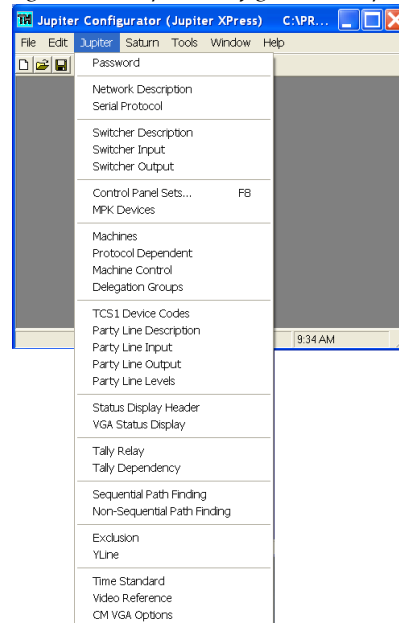 Jupiter Configurator (Jupiter XPress) C:\PR...
File Edit Jupiter Saturn Tools Window Help
Password
Network Description
Serial Protocol
Switcher Description
Switcher Input
Switcher Output
Control Panel Sets... F8
MPK Devices
Machines
Protocol Dependent
Machine Control
Delegation Groups
TCS1 Device Codes
Party Line Description
Party Line Input
Party Line Output
Party Line Levels
9:34 AM
Status Display Header
VGA Status Display
Tally Relay
Tally Dependency
Sequential Path Finding
Non-Sequential Path Finding
Exclusion
YLine
Time Standard
Video Reference
CM VGA Options